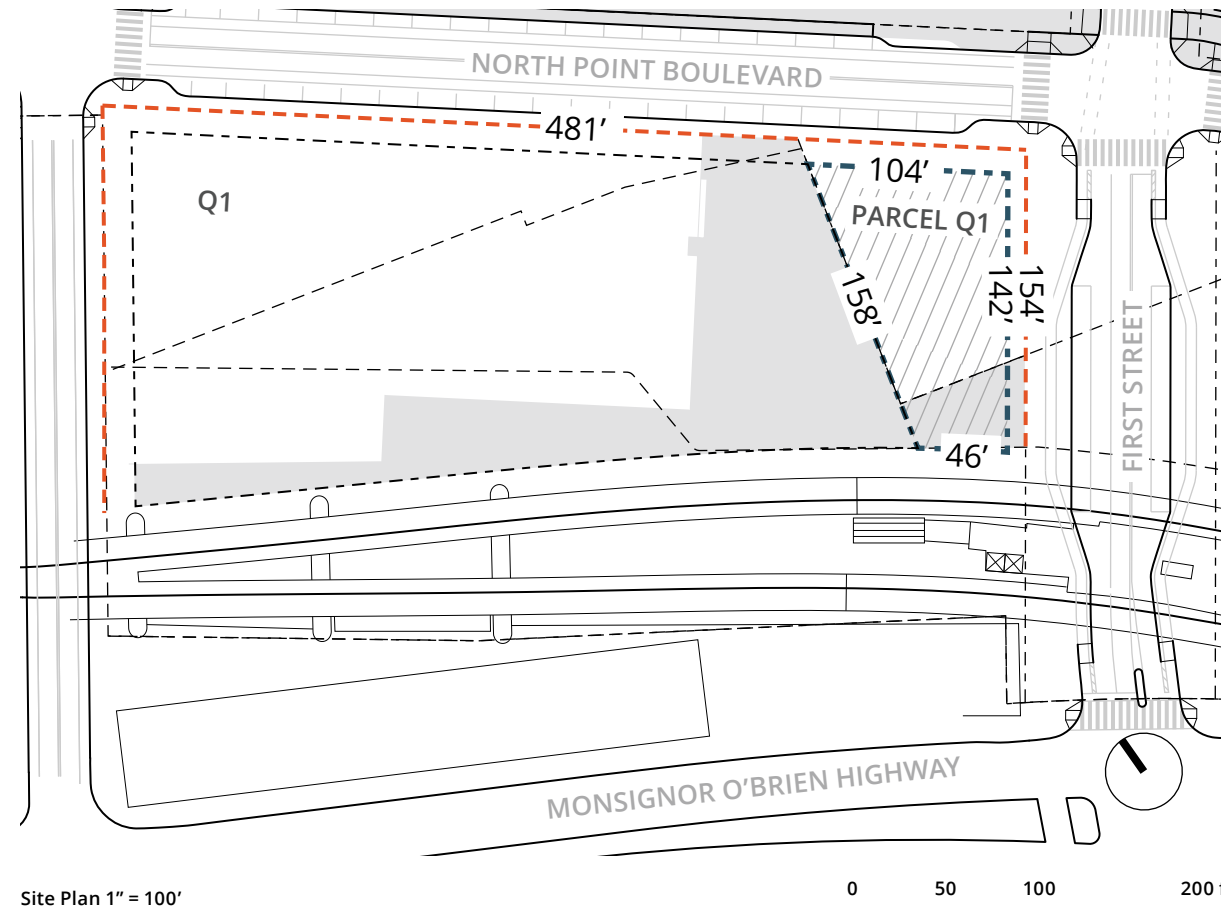 NORTH POINT BOULEVARD
481’
104’
Q1
PARCEL Q1
158’
142’
154’
FIRST STREET
46’
MONSIGNOR O’BRIEN HIGHWAY
Site Plan 1” = 100’
0 50 100 200